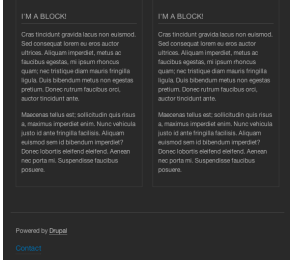 I'M A BLOCK!
Cras tincidunt gravida lacus non euismod.
Sed consequat lorem eu eros auctor
ultrices. Aliquam imperdiet, metus ac
faucibus egestas, mi ipsum rhoncus
quam; nec tristique diam mauris fringilla
ligula. Duis bibendum metus non egestas
pretium. Donec rutrum faucibus orci,
auctor tincidunt ante.
Maecenas tellus est; sollicitudin quis risus
a, maximus imperdiet enim. Nunc vehicula
justo id ante fringilla facilisis. Aliquam
euismod sem id bibendum imperdiet?
Donec lobortis eleifend eleifend. Aenean
nec porta mi. Suspendisse faucibus
posuere.
I'M A BLOCK!
Cras tincidunt gravida lacus non euismod.
Sed consequat lorem eu eros auctor
ultrices. Aliquam imperdiet, metus ac
faucibus egestas, mi ipsum rhoncus
quam; nec tristique diam mauris fringilla
ligula. Duis bibendum metus non egestas
pretium. Donec rutrum faucibus orci,
auctor tincidunt ante.
Maecenas tellus est; sollicitudin quis risus
a, maximus imperdiet enim. Nunc vehicula
justo id ante fringilla facilisis. Aliquam
euismod sem id bibendum imperdiet?
Donec lobortis eleifend eleifend. Aenean
nec porta mi. Suspendisse faucibus
posuere.
Powered by Drupal
Contact